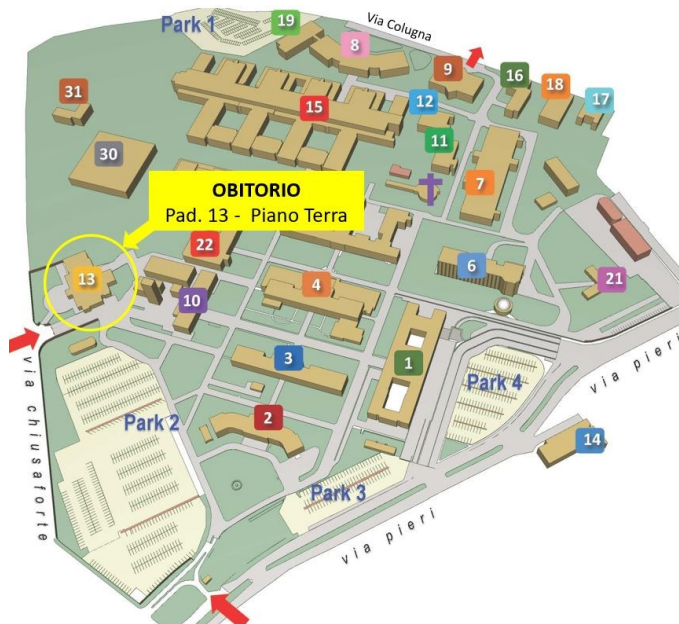 19
Park 1
Via Colugna
8
9
16
18
17
31
15
12
11
30
7
OBITORIO
Pad. 13 - Piano Terra
22
6
13
4
21
10
3
1
via chiusaforte
Park 2
Park 4
via pieri
2
14
Park 3
via pieri